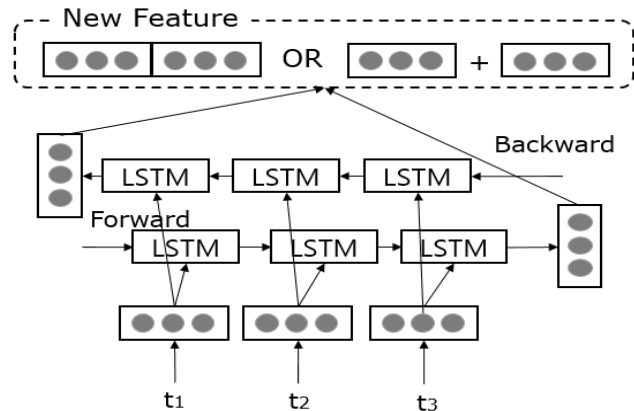 New Feature
OR +
Backward
LSTM LSTM LSTM
Forward
LSTM LSTM LSTM
t1 t2 t3